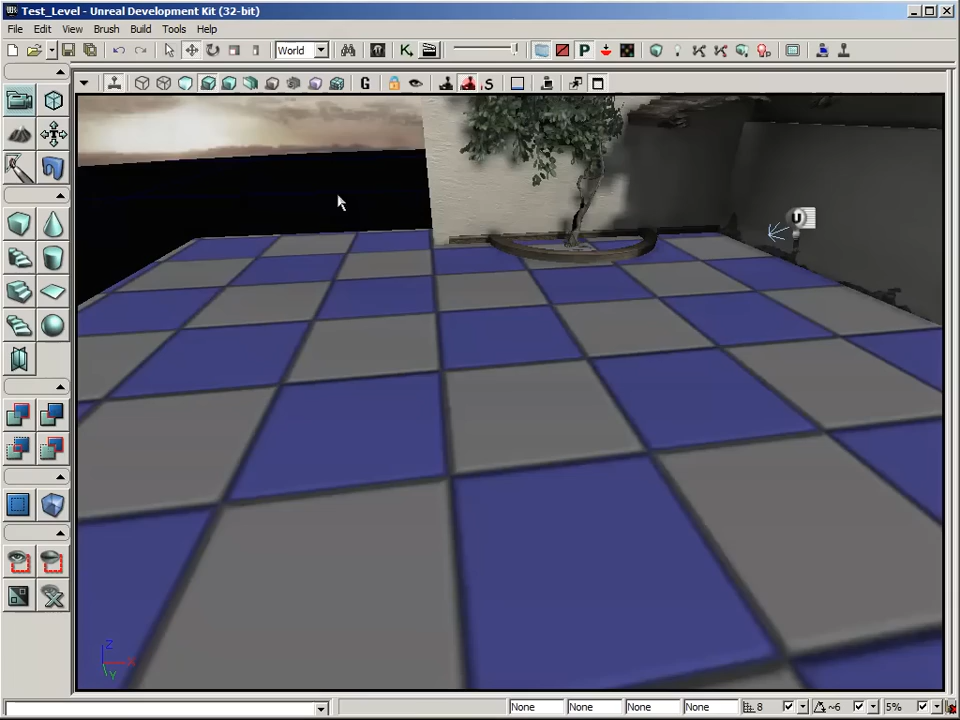 Test_Level - Unreal Development Kit (32-bit)
File Edit View Brush Build Tools Help
World
G
S
U
Z
X
Y
None None None None 8 ~6 5%